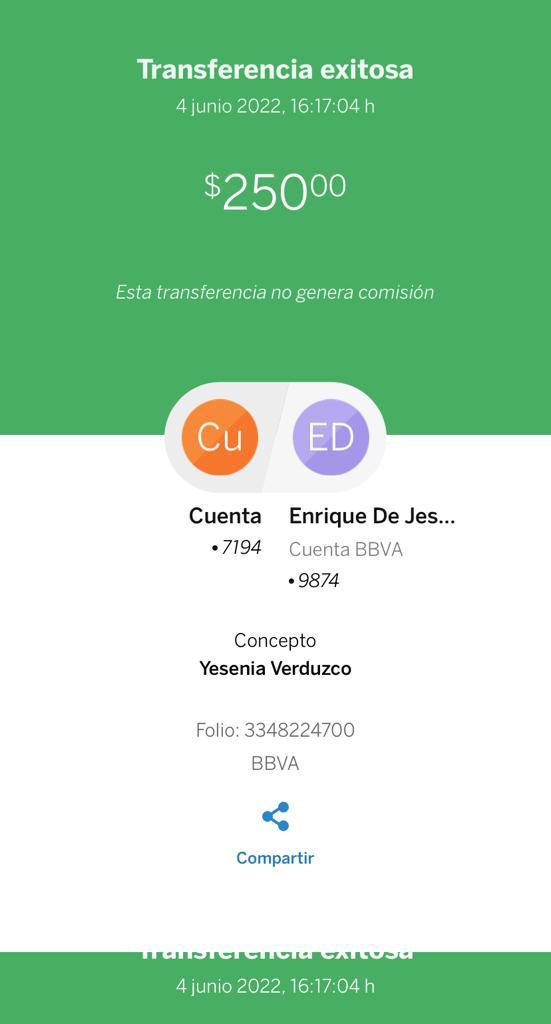 Transferencia exitosa
4 junio 2022, 16:17:04 h
$250.00
Esta transferencia no genera comisión
Cu ED
Cuenta Enrique De Jes...
•7194 Cuenta BBVA
•9874
Concepto
Yesenia Verduzco
Folio: 3348224700
BBVA
Compartir
Transferencia exitosa
4 junio 2022, 16:17:04 h